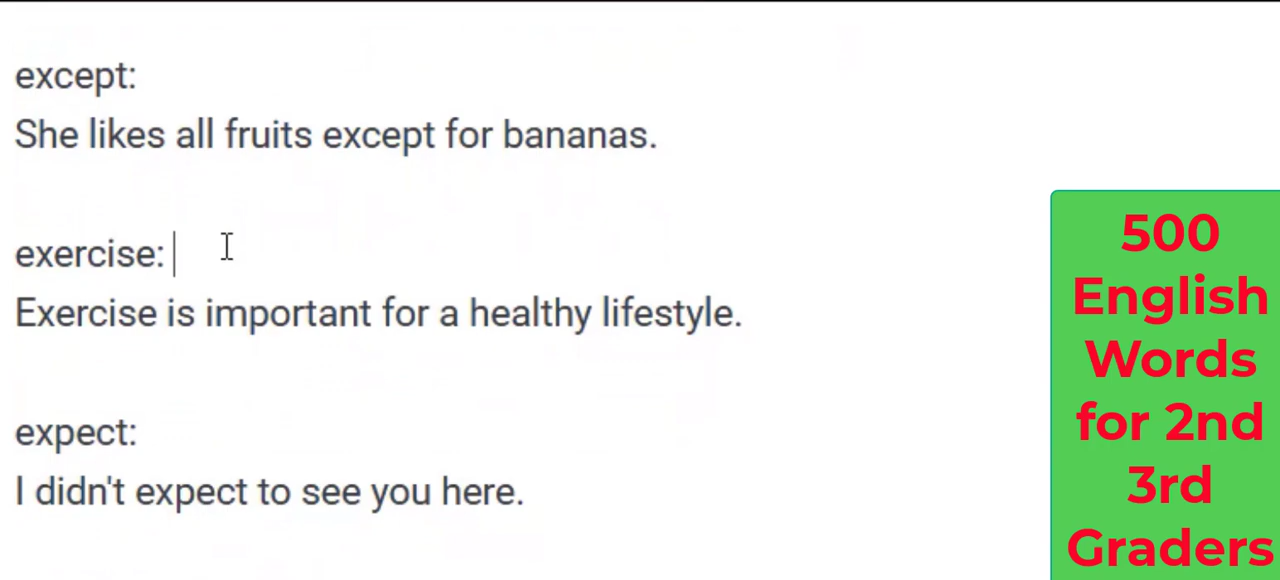 except:
She likes all fruits except for bananas.
exercise:
Exercise is important for a healthy lifestyle.
expect:
I didn't expect to see you here.
500
English
Words
for 2nd
3rd
Graders